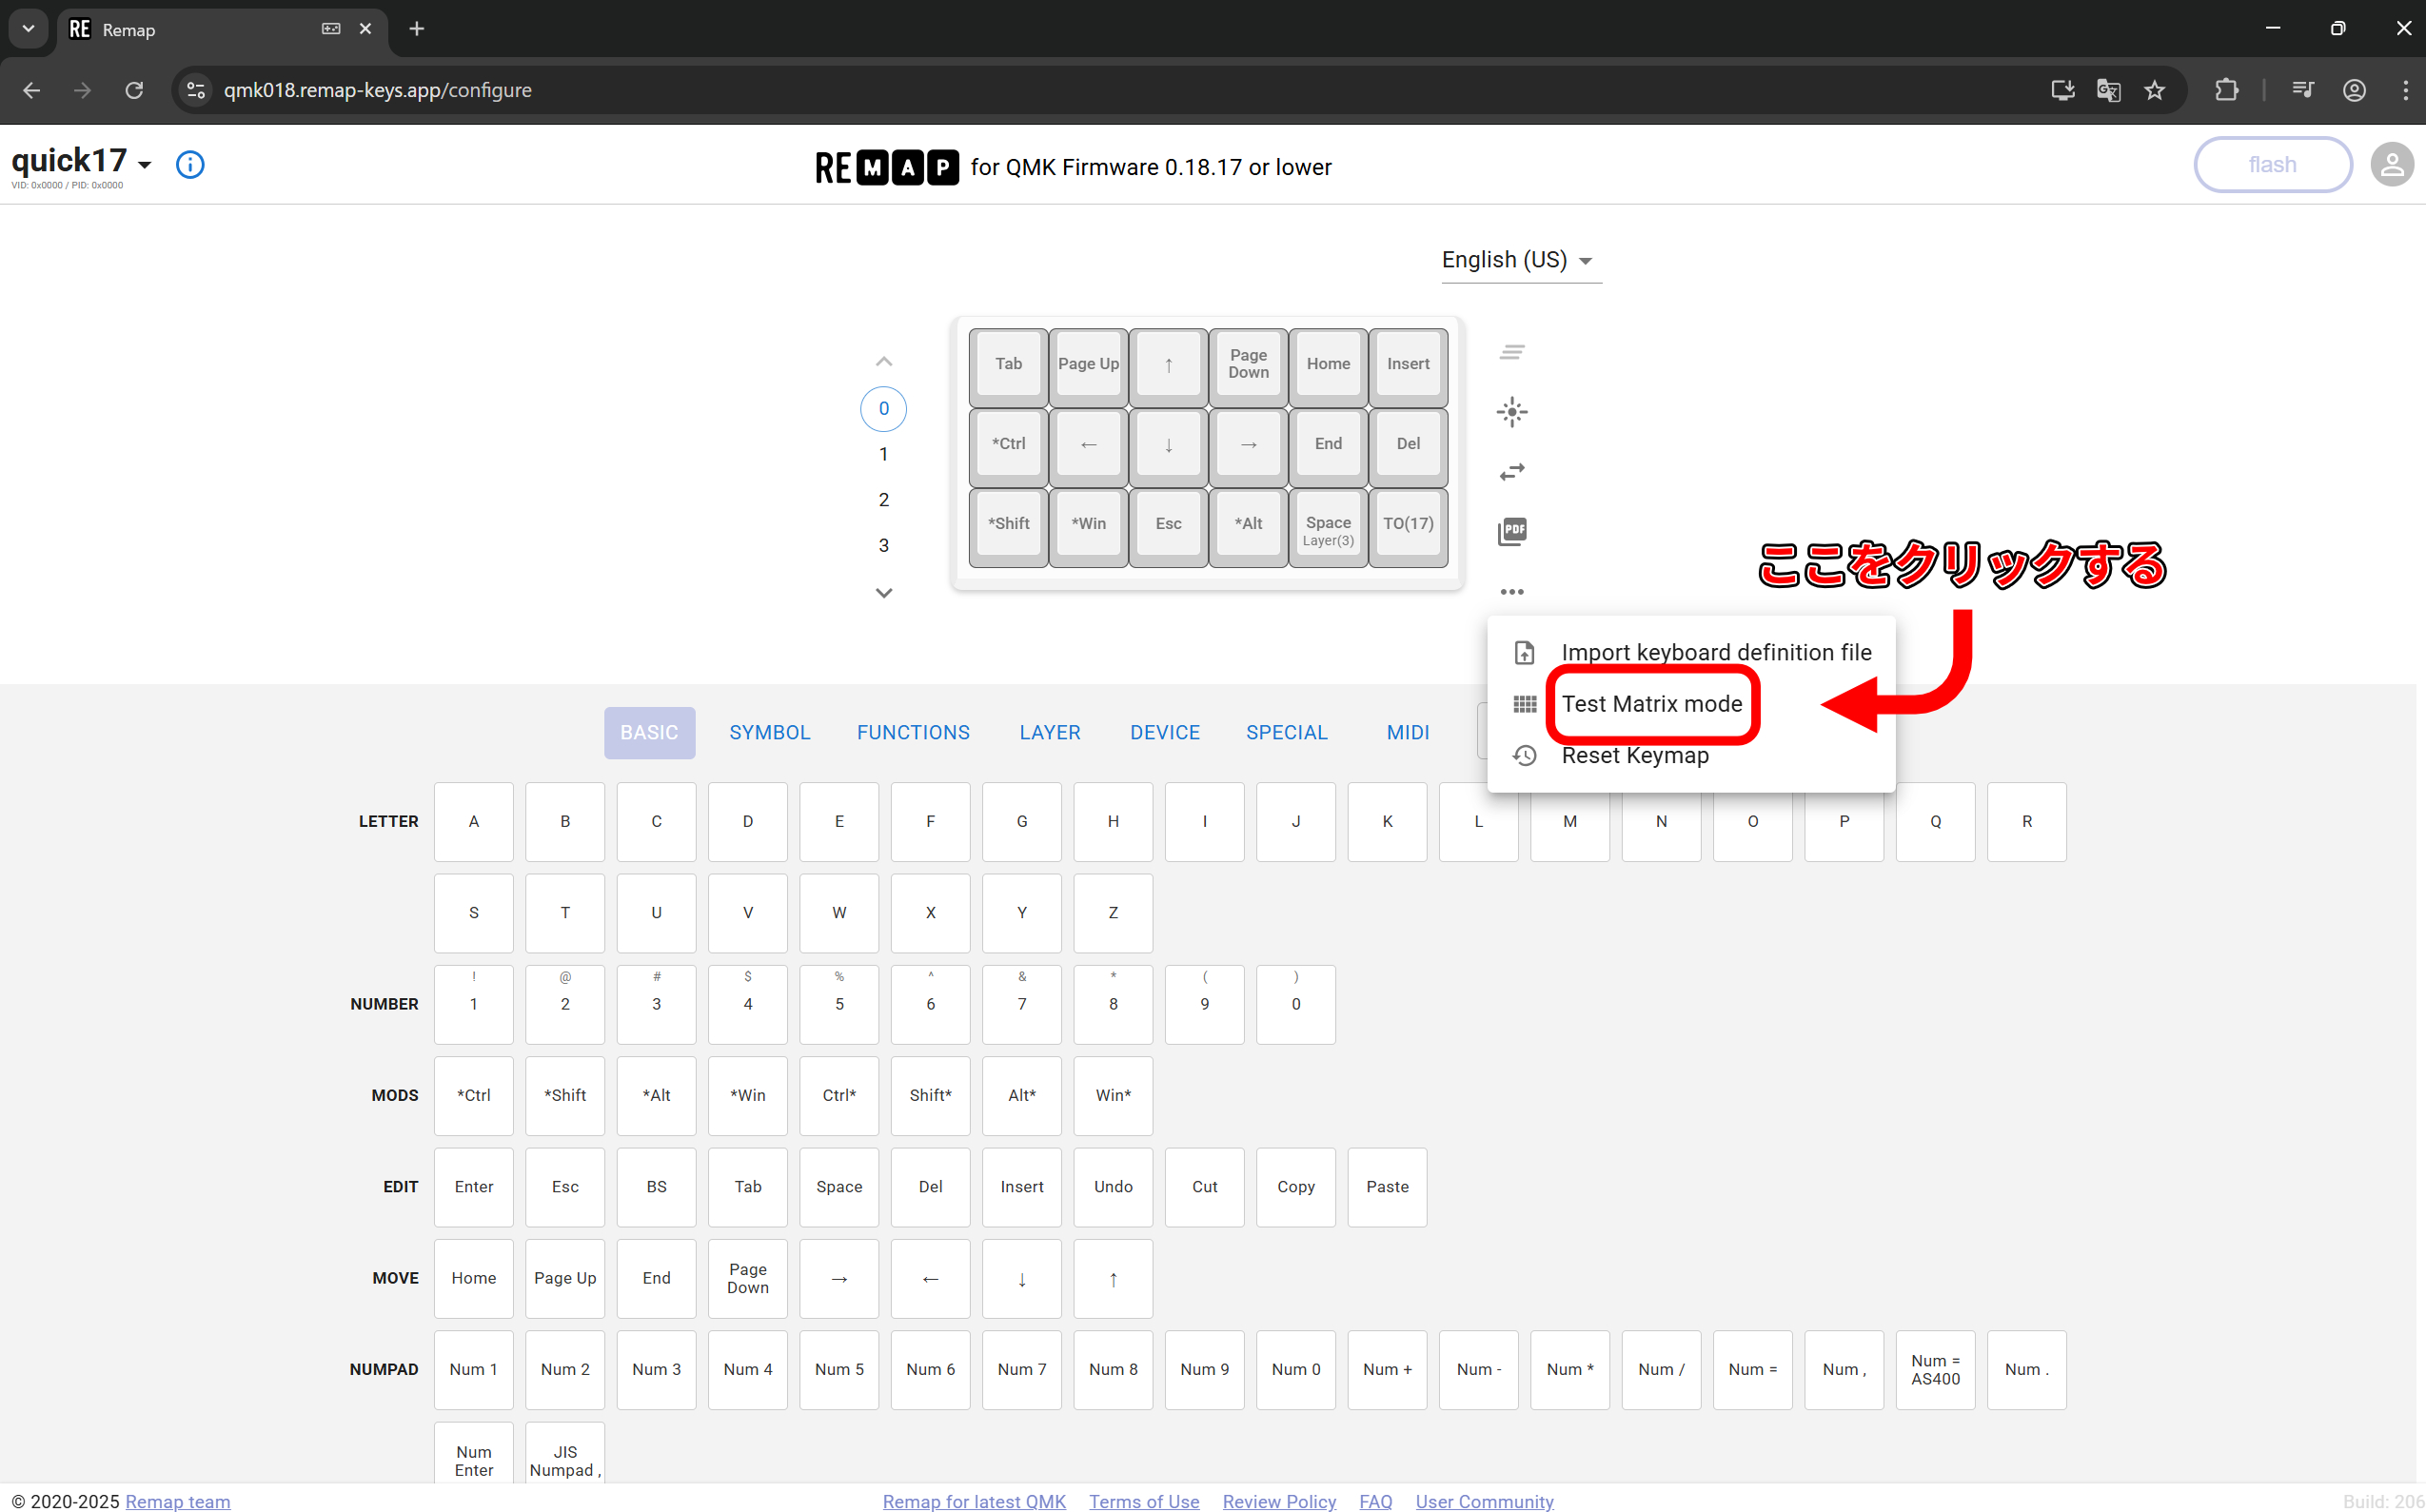 RE Remap
qmk018.remap-keys.app/configure
quick17
VID: 0x0000 / PID: 0x0000
REMAP for QMK Firmware 0.18.17 or lower
flash
English (US)
0
1
2
3
Tab Page Up ↑ Page Down Home Insert
*Ctrl ← ↓ → End Del
*Shift *Win Esc *Alt Space Layer(3) TO(17)
PDF
ここをクリックする
Import keyboard definition file
Test Matrix mode
Reset Keymap
BASIC SYMBOL FUNCTIONS LAYER DEVICE SPECIAL MIDI
LETTER A B C D E F G H I J K L M N O P Q R
S T U V W X Y Z
! @ # $ % ^ & * ( )
NUMBER 1 2 3 4 5 6 7 8 9 0
MODS *Ctrl *Shift *Alt *Win Ctrl* Shift* Alt* Win*
EDIT Enter Esc BS Tab Space Del Insert Undo Cut Copy Paste
MOVE Home Page Up End Page Down → ← ↓ ↑
NUMPAD Num 1 Num 2 Num 3 Num 4 Num 5 Num 6 Num 7 Num 8 Num 9 Num 0 Num + Num - Num * Num / Num = Num , Num = AS400 Num .
Num Enter JIS Numpad ,
© 2020-2025 Remap team Remap for latest QMK Terms of Use Review Policy FAQ User Community Build: 206